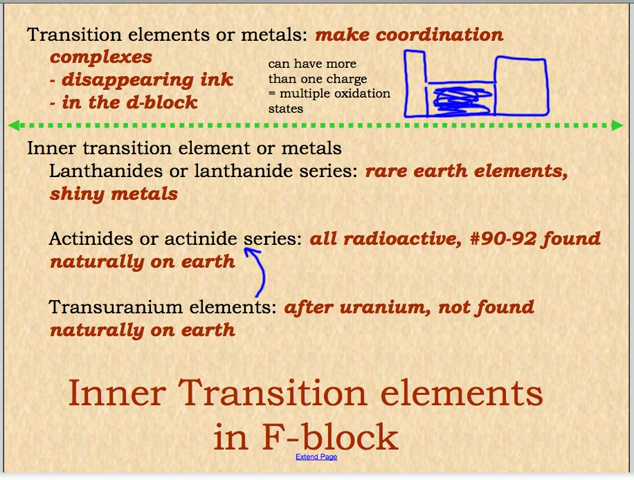 Transition elements or metals: make coordination
complexes
- disappearing ink
- in the d-block
can have more
than one charge
= multiple oxidation
states
Inner transition element or metals
Lanthanides or lanthanide series: rare earth elements,
shiny metals
Actinides or actinide series: all radioactive, #90-92 found
naturally on earth
Transuranium elements: after uranium, not found
naturally on earth
Inner Transition elements
in F-block
Extend Page